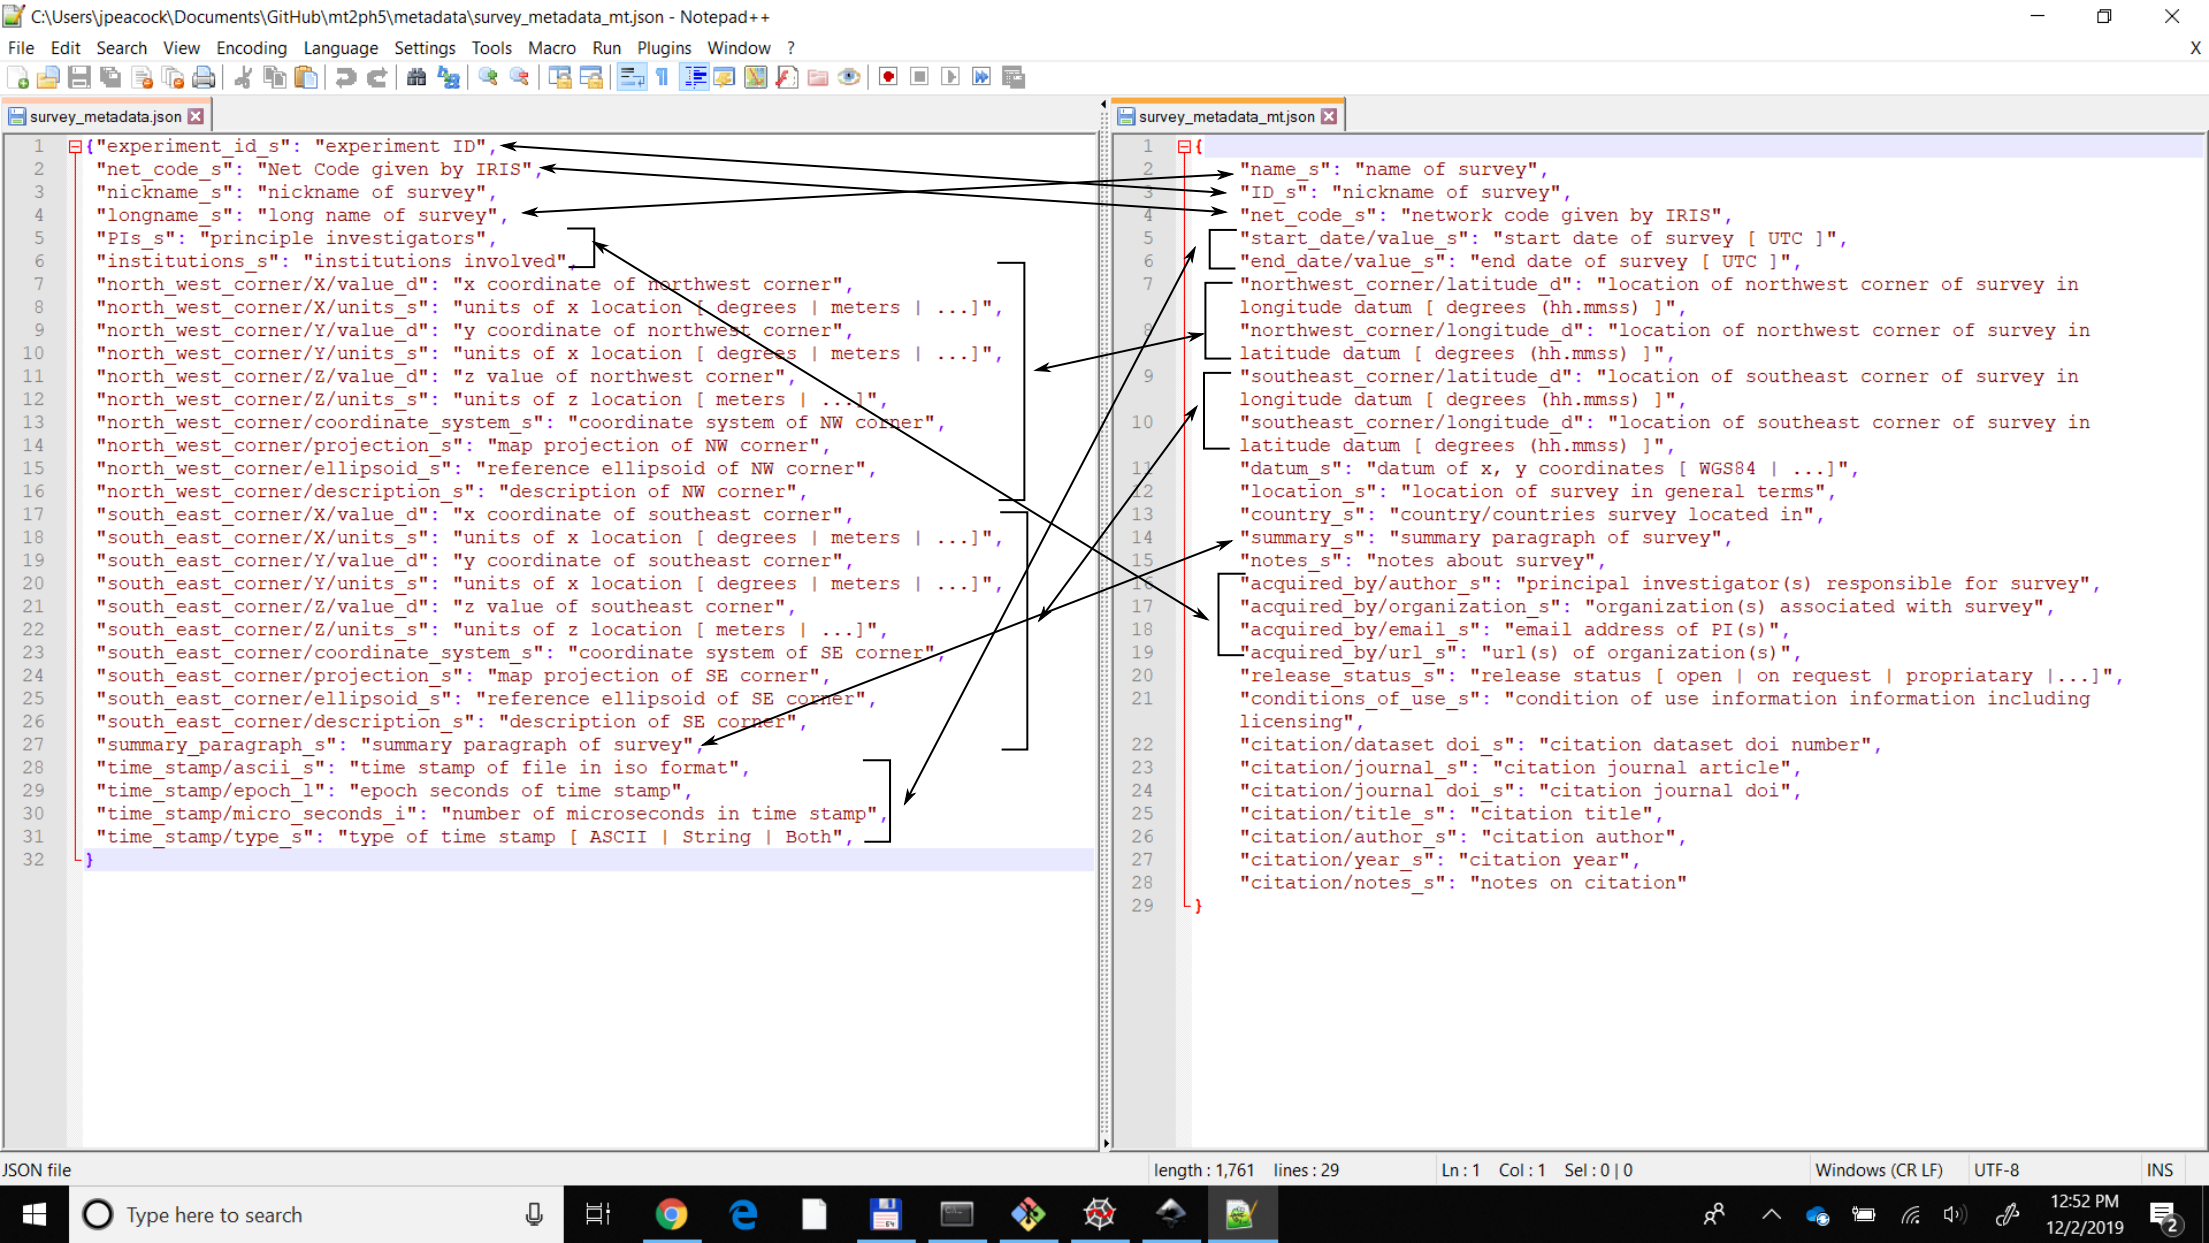 C:\Users\jpeacock\Documents\GitHub\mt2ph5\metadata\survey_metadata_mt.json - Notepad++
File Edit Search View Encoding Language Settings Tools Macro Run Plugins Window ?
X
survey_metadata.json
1 {"experiment_id_s": "experiment ID",
2 "net_code_s": "Net Code given by IRIS",
3 "nickname_s": "nickname of survey",
4 "longname_s": "long name of survey",
5 "PIs_s": "principle investigators",
6 "institutions_s": "institutions involved",
7 "north_west_corner/X/value_d": "x coordinate of northwest corner",
8 "north_west_corner/X/units_s": "units of x location [ degrees | meters | ...]",
9 "north_west_corner/Y/value_d": "y coordinate of northwest corner",
10 "north_west_corner/Y/units_s": "units of x location [ degrees | meters | ...]",
11 "north_west_corner/Z/value_d": "z value of northwest corner",
12 "north_west_corner/Z/units_s": "units of z location [ meters | ...]",
13 "north_west_corner/coordinate_system_s": "coordinate system of NW corner",
14 "north_west_corner/projection_s": "map projection of NW corner",
15 "north_west_corner/ellipsoid_s": "reference ellipsoid of NW corner",
16 "north_west_corner/description_s": "description of NW corner",
17 "south_east_corner/X/value_d": "x coordinate of southeast corner",
18 "south_east_corner/X/units_s": "units of x location [ degrees | meters | ...]",
19 "south_east_corner/Y/value_d": "y coordinate of southeast corner",
20 "south_east_corner/Y/units_s": "units of x location [ degrees | meters | ...]",
21 "south_east_corner/Z/value_d": "z value of southeast corner",
22 "south_east_corner/Z/units_s": "units of z location [ meters | ...]",
23 "south_east_corner/coordinate_system_s": "coordinate system of SE corner",
24 "south_east_corner/projection_s": "map projection of SE corner",
25 "south_east_corner/ellipsoid_s": "reference ellipsoid of SE corner",
26 "south_east_corner/description_s": "description of SE corner",
27 "summary_paragraph_s": "summary paragraph of survey",
28 "time_stamp/ascii_s": "time stamp of file in iso format",
29 "time_stamp/epoch_l": "epoch seconds of time stamp",
30 "time_stamp/micro_seconds_i": "number of microseconds in time stamp",
31 "time_stamp/type_s": "type of time stamp [ ASCII | String | Both",
32 }
survey_metadata_mt.json
1 {
2 "name_s": "name of survey",
3 "ID_s": "nickname of survey",
4 "net_code_s": "network code given by IRIS",
5 "start_date/value_s": "start date of survey [ UTC ]",
6 "end_date/value_s": "end date of survey [ UTC ]",
7 "northwest_corner/latitude_d": "location of northwest corner of survey in
longitude datum [ degrees (hh.mmss) ]",
8 "northwest_corner/longitude_d": "location of northwest corner of survey in
latitude datum [ degrees (hh.mmss) ]",
9 "southeast_corner/latitude_d": "location of southeast corner of survey in
longitude datum [ degrees (hh.mmss) ]",
10 "southeast_corner/longitude_d": "location of southeast corner of survey in
latitude datum [ degrees (hh.mmss) ]",
11 "datum_s": "datum of x, y coordinates [ WGS84 | ...]",
12 "location_s": "location of survey in general terms",
13 "country_s": "country/countries survey located in",
14 "summary_s": "summary paragraph of survey",
15 "notes_s": "notes about survey",
16 "acquired_by/author_s": "principal investigator(s) responsible for survey",
17 "acquired_by/organization_s": "organization(s) associated with survey",
18 "acquired_by/email_s": "email address of PI(s)",
19 "acquired_by/url_s": "url(s) of organization(s)",
20 "release_status_s": "release status [ open | on request | propriatary |...]",
21 "conditions_of_use_s": "condition of use information information including
licensing",
22 "citation/dataset doi_s": "citation dataset doi number",
23 "citation/journal_s": "citation journal article",
24 "citation/journal doi_s": "citation journal doi",
25 "citation/title_s": "citation title",
26 "citation/author_s": "citation author",
27 "citation/year_s": "citation year",
28 "citation/notes_s": "notes on citation"
29 }
JSON file length : 1,761 lines : 29 Ln : 1 Col : 1 Sel : 0 | 0 Windows (CR LF) UTF-8 INS
Type here to search
12:52 PM
12/2/2019
2